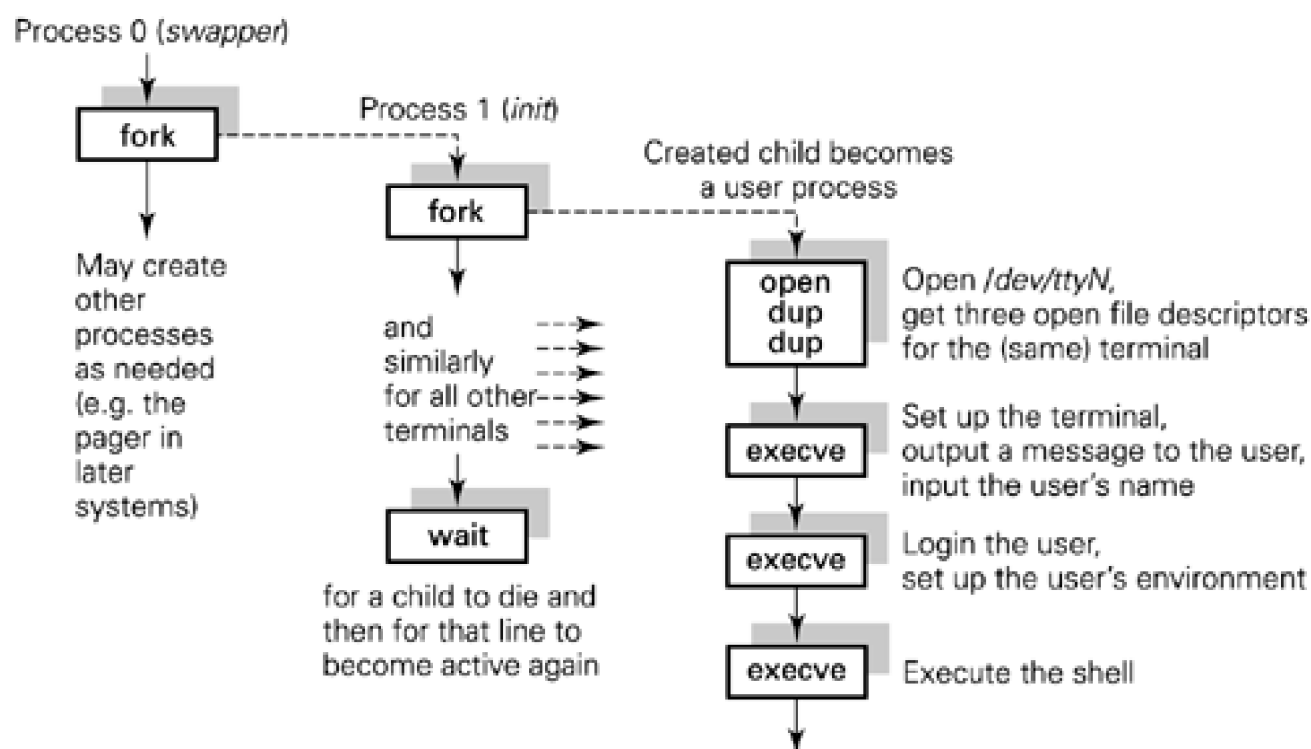 Process 0 (swapper)
fork
May create
other
processes
as needed
(e.g. the
pager in
later
systems)
Process 1 (init)
fork
and
similarly
for all other
terminals
wait
for a child to die and
then for that line to
become active again
Created child becomes
a user process
open
dup
dup
Open /dev/ttyN,
get three open file descriptors
for the (same) terminal
execve
Set up the terminal,
output a message to the user,
input the user's name
execve
Login the user,
set up the user's environment
execve
Execute the shell